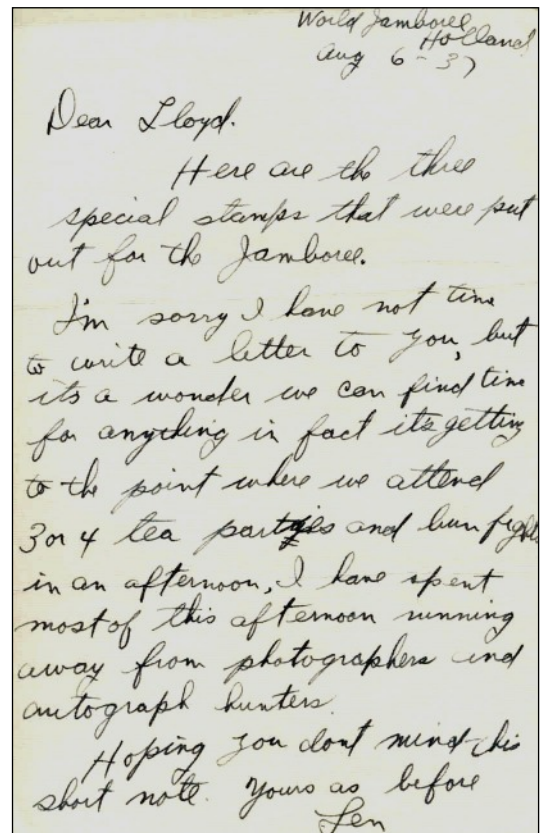 World Jamboree
Holland
Aug 6 - 37
Dear Lloyd.
Here are the three
special stamps that were put
out for the Jamboree.
I'm sorry I have not time
to write a letter to you, but
its a wonder we can find time
for anything in fact its getting
to the point where we attend
3 or 4 tea parties and bun fights
in an afternoon, I have spent
most of this afternoon running
away from photographers and
autograph hunters.
Hoping you dont mind this
short note. Yours as before
Len